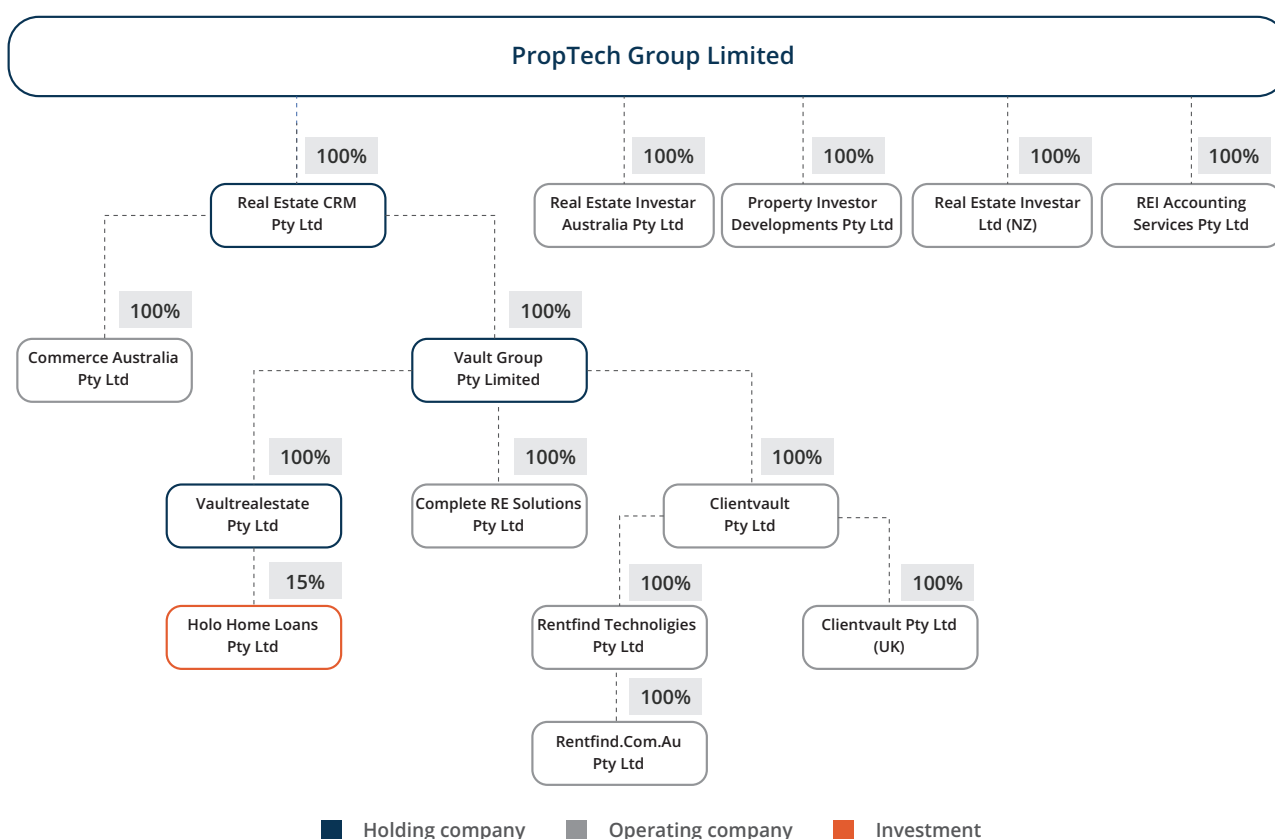 PropTech Group Limited
100%
100%
100%
100%
100%
Real Estate CRM
Pty Ltd
Real Estate Investar
Australia Pty Ltd
Property Investor
Developments Pty Ltd
Real Estate Investar
Ltd (NZ)
REI Accounting
Services Pty Ltd
100%
100%
Commerce Australia
Pty Ltd
Vault Group
Pty Limited
100%
100%
100%
Vaultrealestate
Pty Ltd
Complete RE Solutions
Pty Ltd
Clientvault
Pty Ltd
15%
100%
100%
Holo Home Loans
Pty Ltd
Rentfind Technoligies
Pty Ltd
Clientvault Pty Ltd
(UK)
100%
Rentfind.Com.Au
Pty Ltd
Holding company
Operating company
Investment